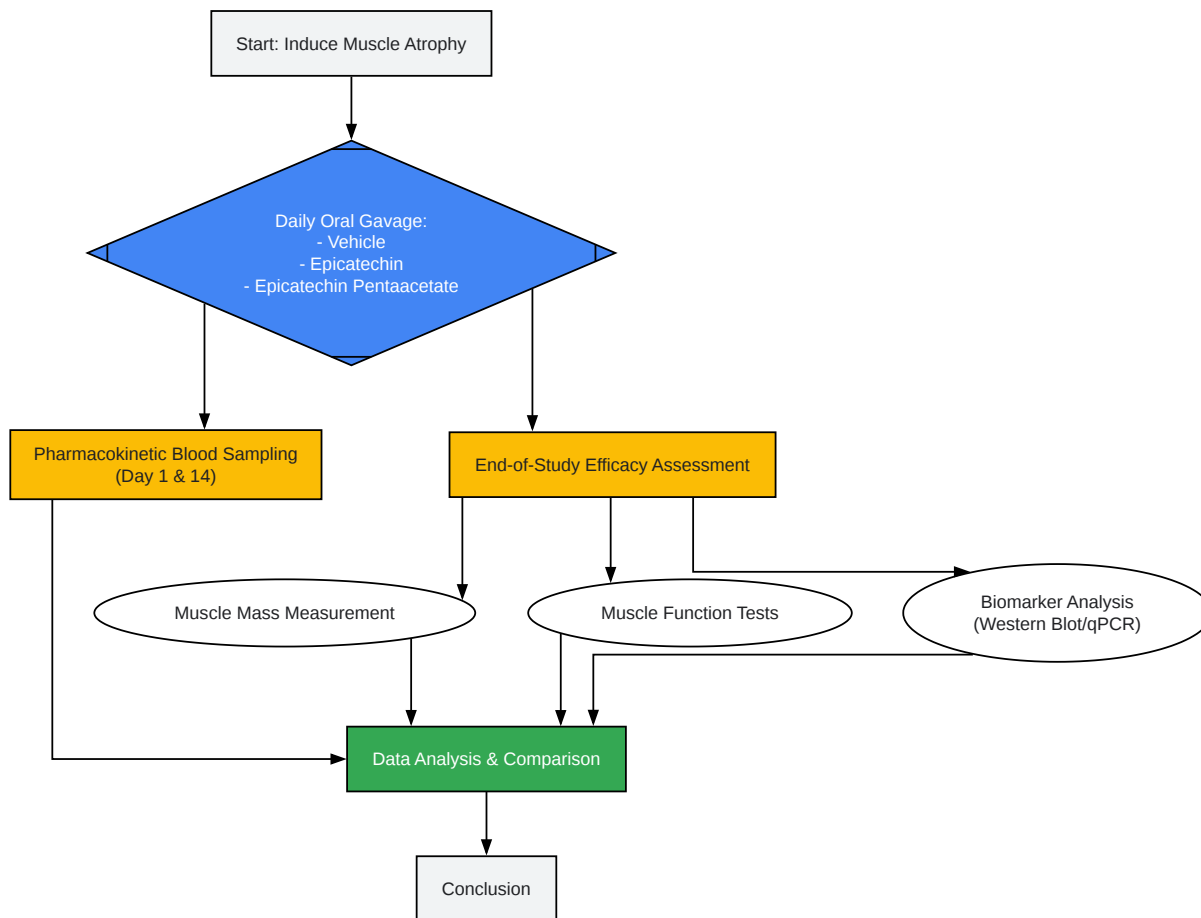 Start: Induce Muscle Atrophy
Daily Oral Gavage:
- Vehicle
- Epicatechin
- Epicatechin Pentaacetate
Pharmacokinetic Blood Sampling
(Day 1 & 14)
End-of-Study Efficacy Assessment
Muscle Mass Measurement
Muscle Function Tests
Biomarker Analysis
(Western Blot/qPCR)
Data Analysis & Comparison
Conclusion